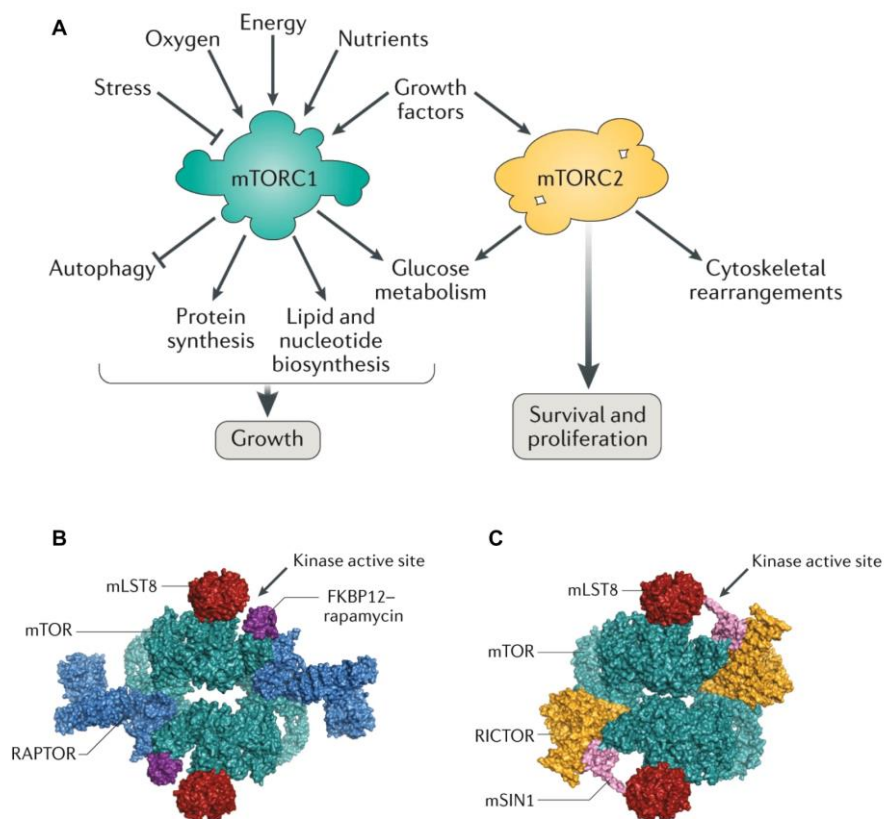 A
Oxygen
Energy
Nutrients
Stress
Growth
factors
mTORC1
mTORC2
Autophagy
Protein
synthesis
Lipid and
nucleotide
biosynthesis
Glucose
metabolism
Cytoskeletal
rearrangements
Growth
Survival and
proliferation
B
Kinase active site
mLST8
FKBP12–
rapamycin
mTOR
RAPTOR
C
Kinase active site
mLST8
mTOR
RICTOR
mSIN1